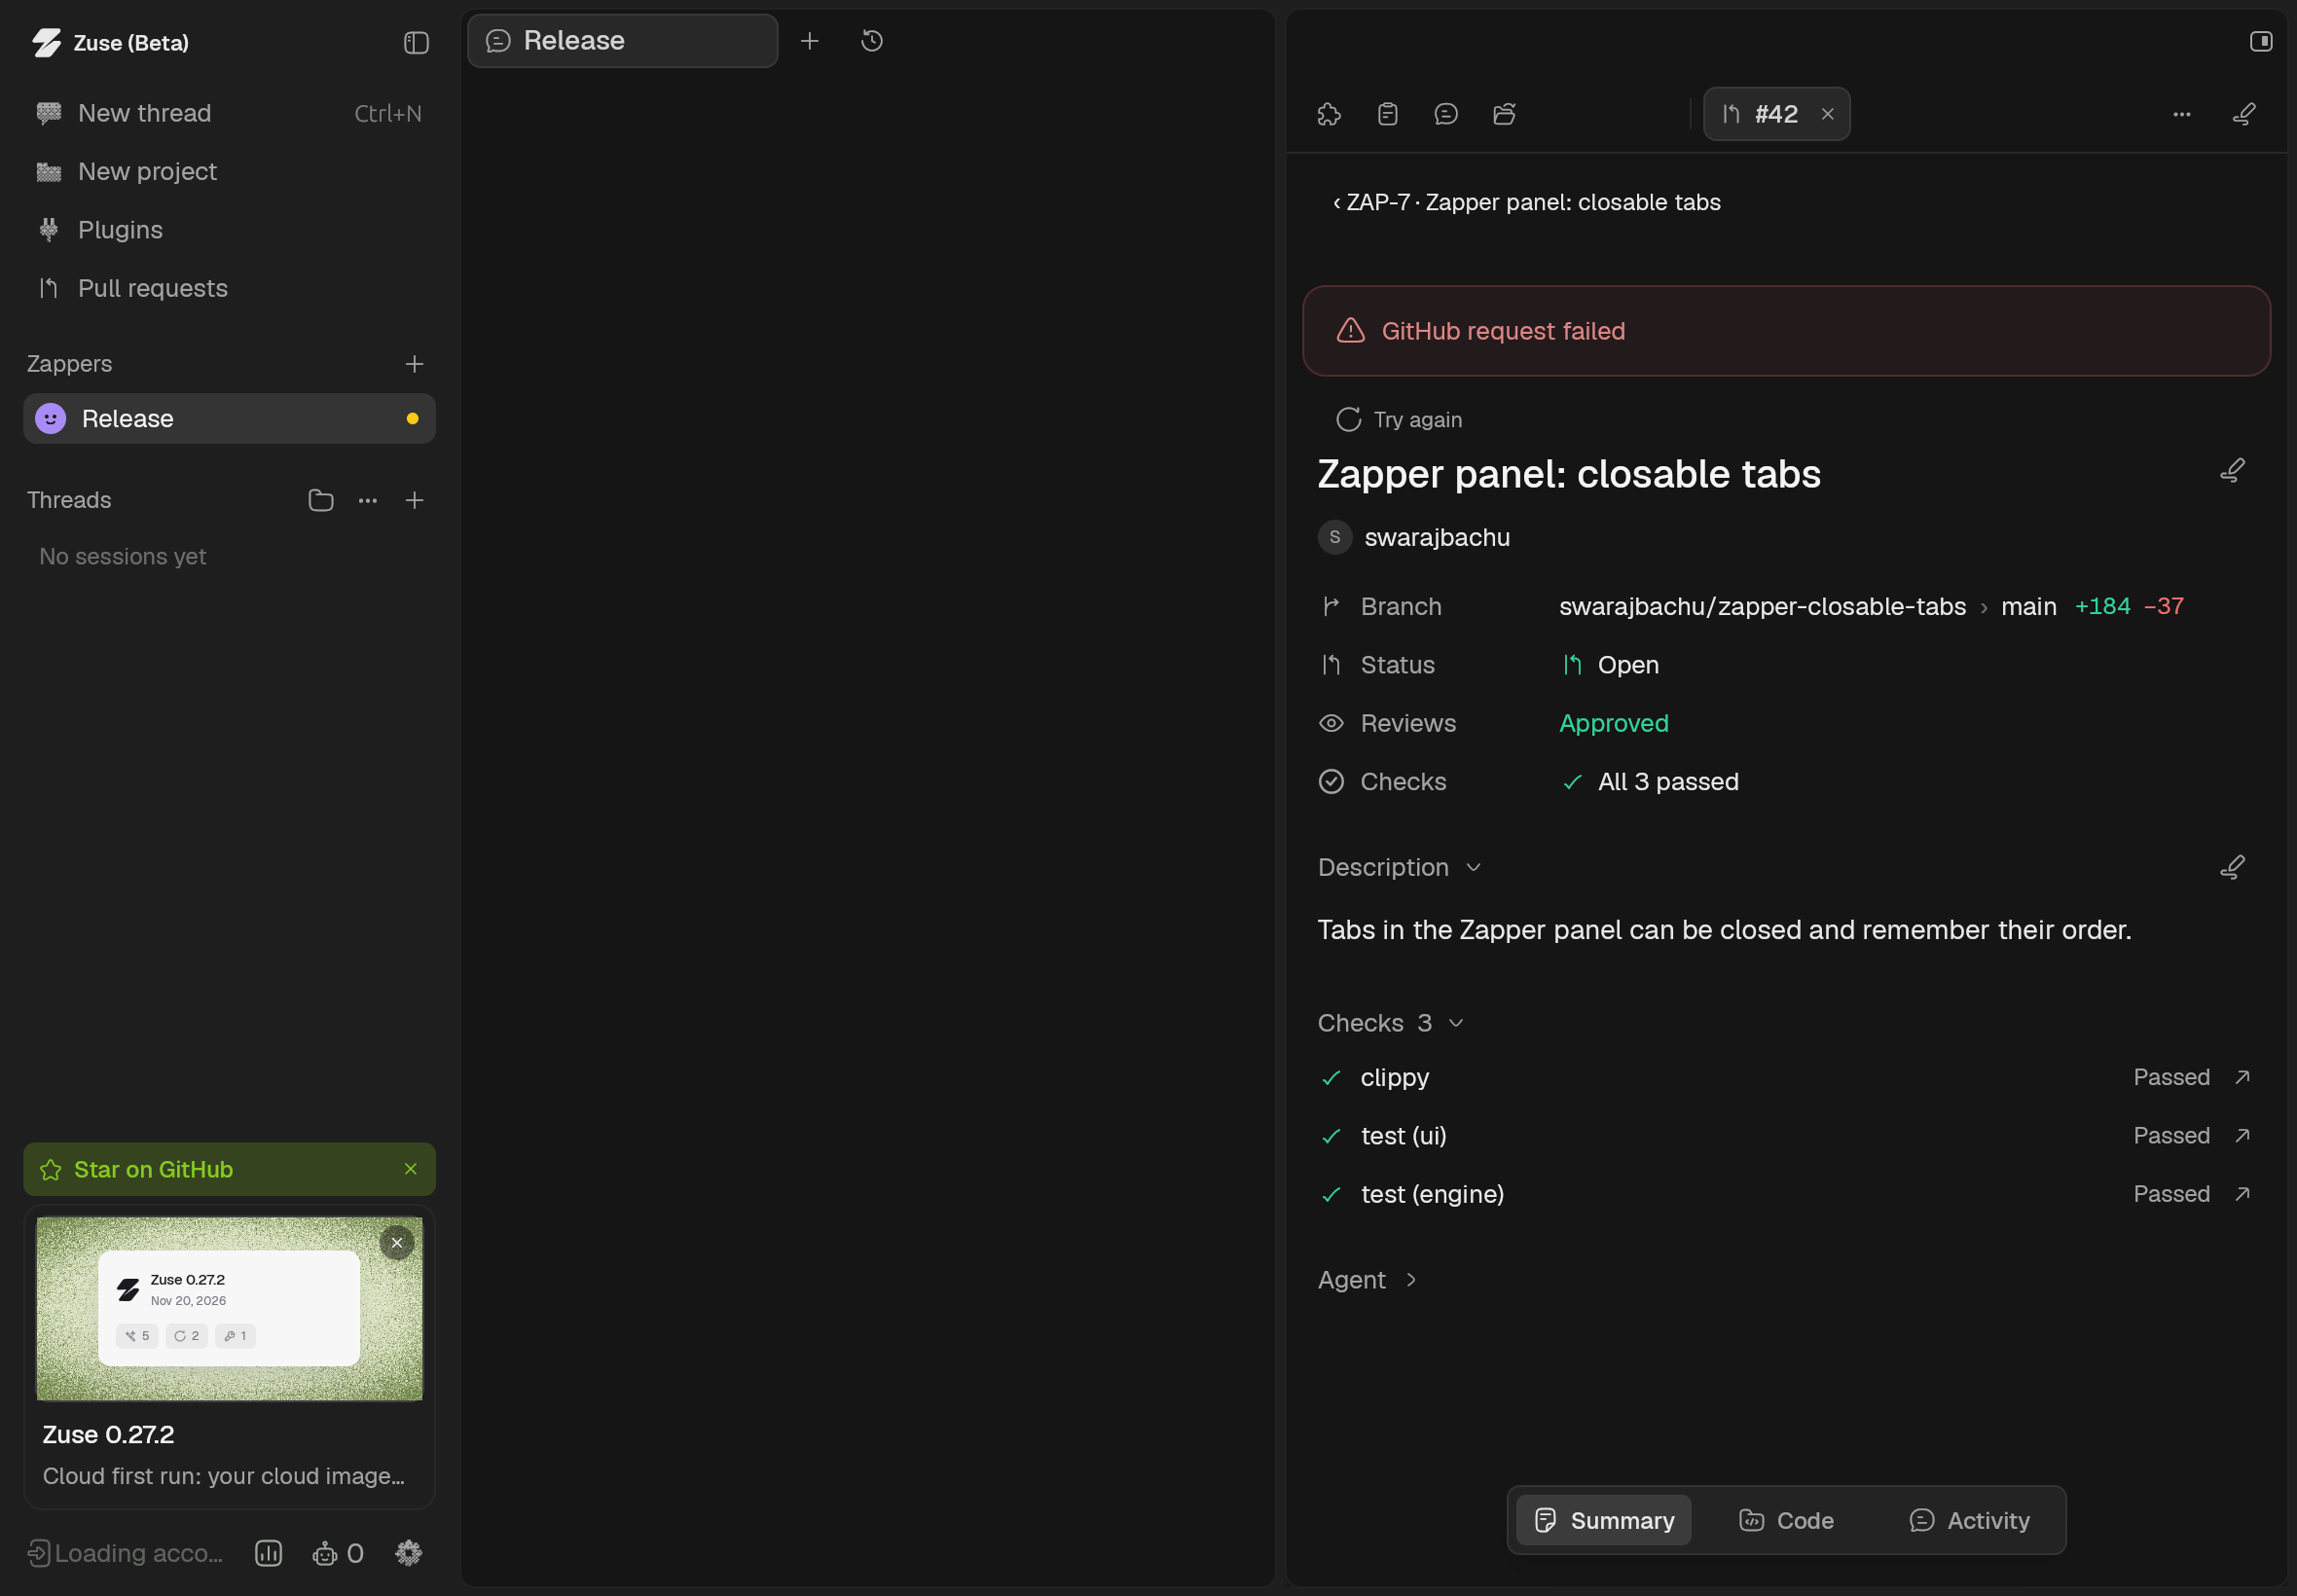 Zuse (Beta)
New thread Ctrl+N
New project
Plugins
Pull requests
Zappers
Release
Threads
No sessions yet
Star on GitHub
Zuse 0.27.2
Nov 20, 2026
5 2 1
Zuse 0.27.2
Cloud first run: your cloud image...
Loading acco... 0
Release
#42
‹ ZAP-7 · Zapper panel: closable tabs
GitHub request failed
Try again
Zapper panel: closable tabs
S swarajbachu
Branch swarajbachu/zapper-closable-tabs › main +184 −37
Status Open
Reviews Approved
Checks All 3 passed
Description
Tabs in the Zapper panel can be closed and remember their order.
Checks 3
clippy Passed
test (ui) Passed
test (engine) Passed
Agent
Summary Code Activity